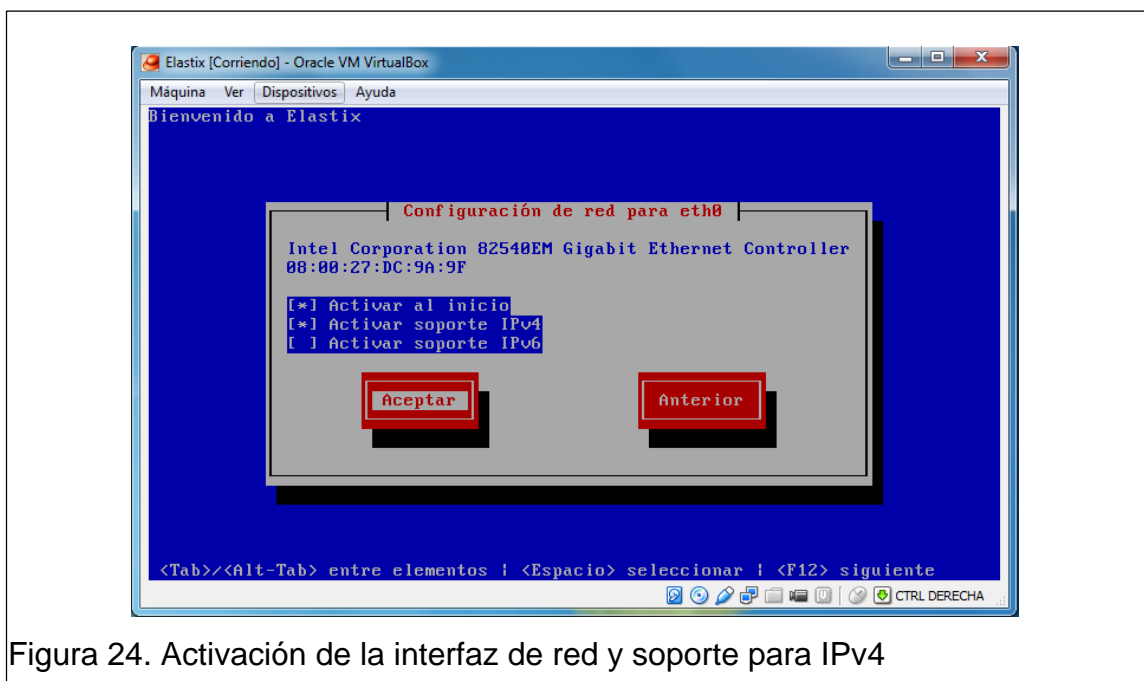 Elastix [Corriendo] - Oracle VM VirtualBox
Máquina Ver Dispositivos Ayuda
Bienvenido a Elastix
Configuración de red para eth0
Intel Corporation 82540EM Gigabit Ethernet Controller
08:00:27:DC:9A:9F
[*] Activar al inicio
[*] Activar soporte IPv4
[ ] Activar soporte IPv6
Aceptar Anterior
<Tab>/<Alt-Tab> entre elementos | <Espacio> seleccionar | <F12> siguiente
CTRL DERECHA
Figura 24. Activación de la interfaz de red y soporte para IPv4